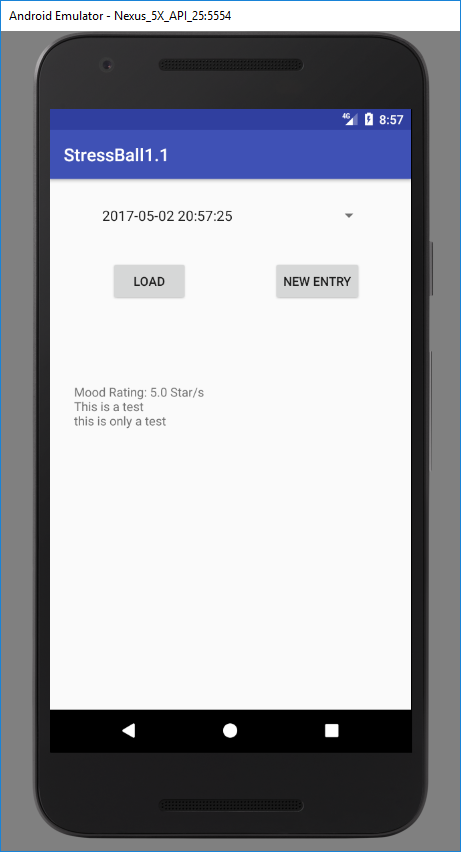 Android Emulator - Nexus_5X_API_25:5554
4G 8:57
StressBall1.1
2017-05-02 20:57:25
LOAD NEW ENTRY
Mood Rating: 5.0 Star/s
This is a test
this is only a test